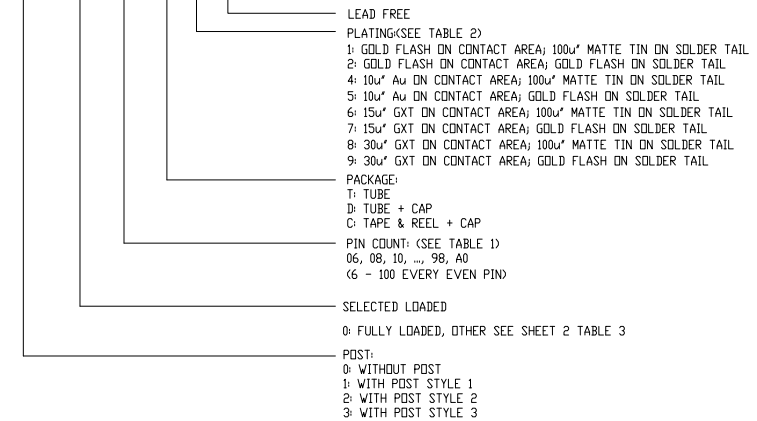 LEAD FREE
PLATING:(SEE TABLE 2)
1: GOLD FLASH ON CONTACT AREA; 100u" MATTE TIN ON SOLDER TAIL
2: GOLD FLASH ON CONTACT AREA; GOLD FLASH ON SOLDER TAIL
4: 10u" Au ON CONTACT AREA; 100u" MATTE TIN ON SOLDER TAIL
5: 10u" Au ON CONTACT AREA; GOLD FLASH ON SOLDER TAIL
6: 15u" GXT ON CONTACT AREA; 100u" MATTE TIN ON SOLDER TAIL
7: 15u" GXT ON CONTACT AREA; GOLD FLASH ON SOLDER TAIL
8: 30u" GXT ON CONTACT AREA; 100u" MATTE TIN ON SOLDER TAIL
9: 30u" GXT ON CONTACT AREA; GOLD FLASH ON SOLDER TAIL
PACKAGE:
T: TUBE
D: TUBE + CAP
C: TAPE & REEL + CAP
PIN COUNT: (SEE TABLE 1)
06, 08, 10, ..., 98, A0
(6 - 100 EVERY EVEN PIN)
SELECTED LOADED
0: FULLY LOADED, OTHER SEE SHEET 2 TABLE 3
POST:
0: WITHOUT POST
1: WITH POST STYLE 1
2: WITH POST STYLE 2
3: WITH POST STYLE 3